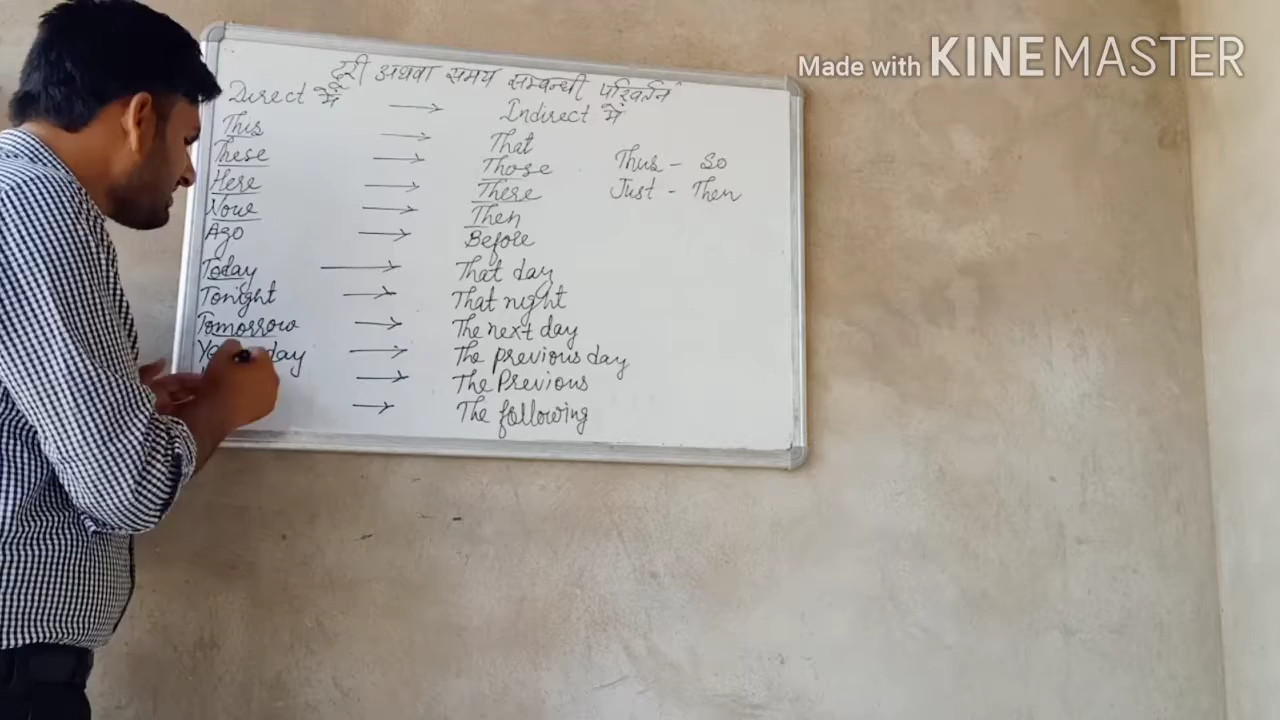 Made with KINEMASTER
दूरी अथवा समय सम्बन्धी परिवर्तन
Direct में → Indirect में
This → That
These → Those Thus - So
Here → There Just - Then
Now → Then
Ago → Before
Today → That day
Tonight → That night
Tomorrow → The next day
day → The previous day
→ The Previous
→ The following